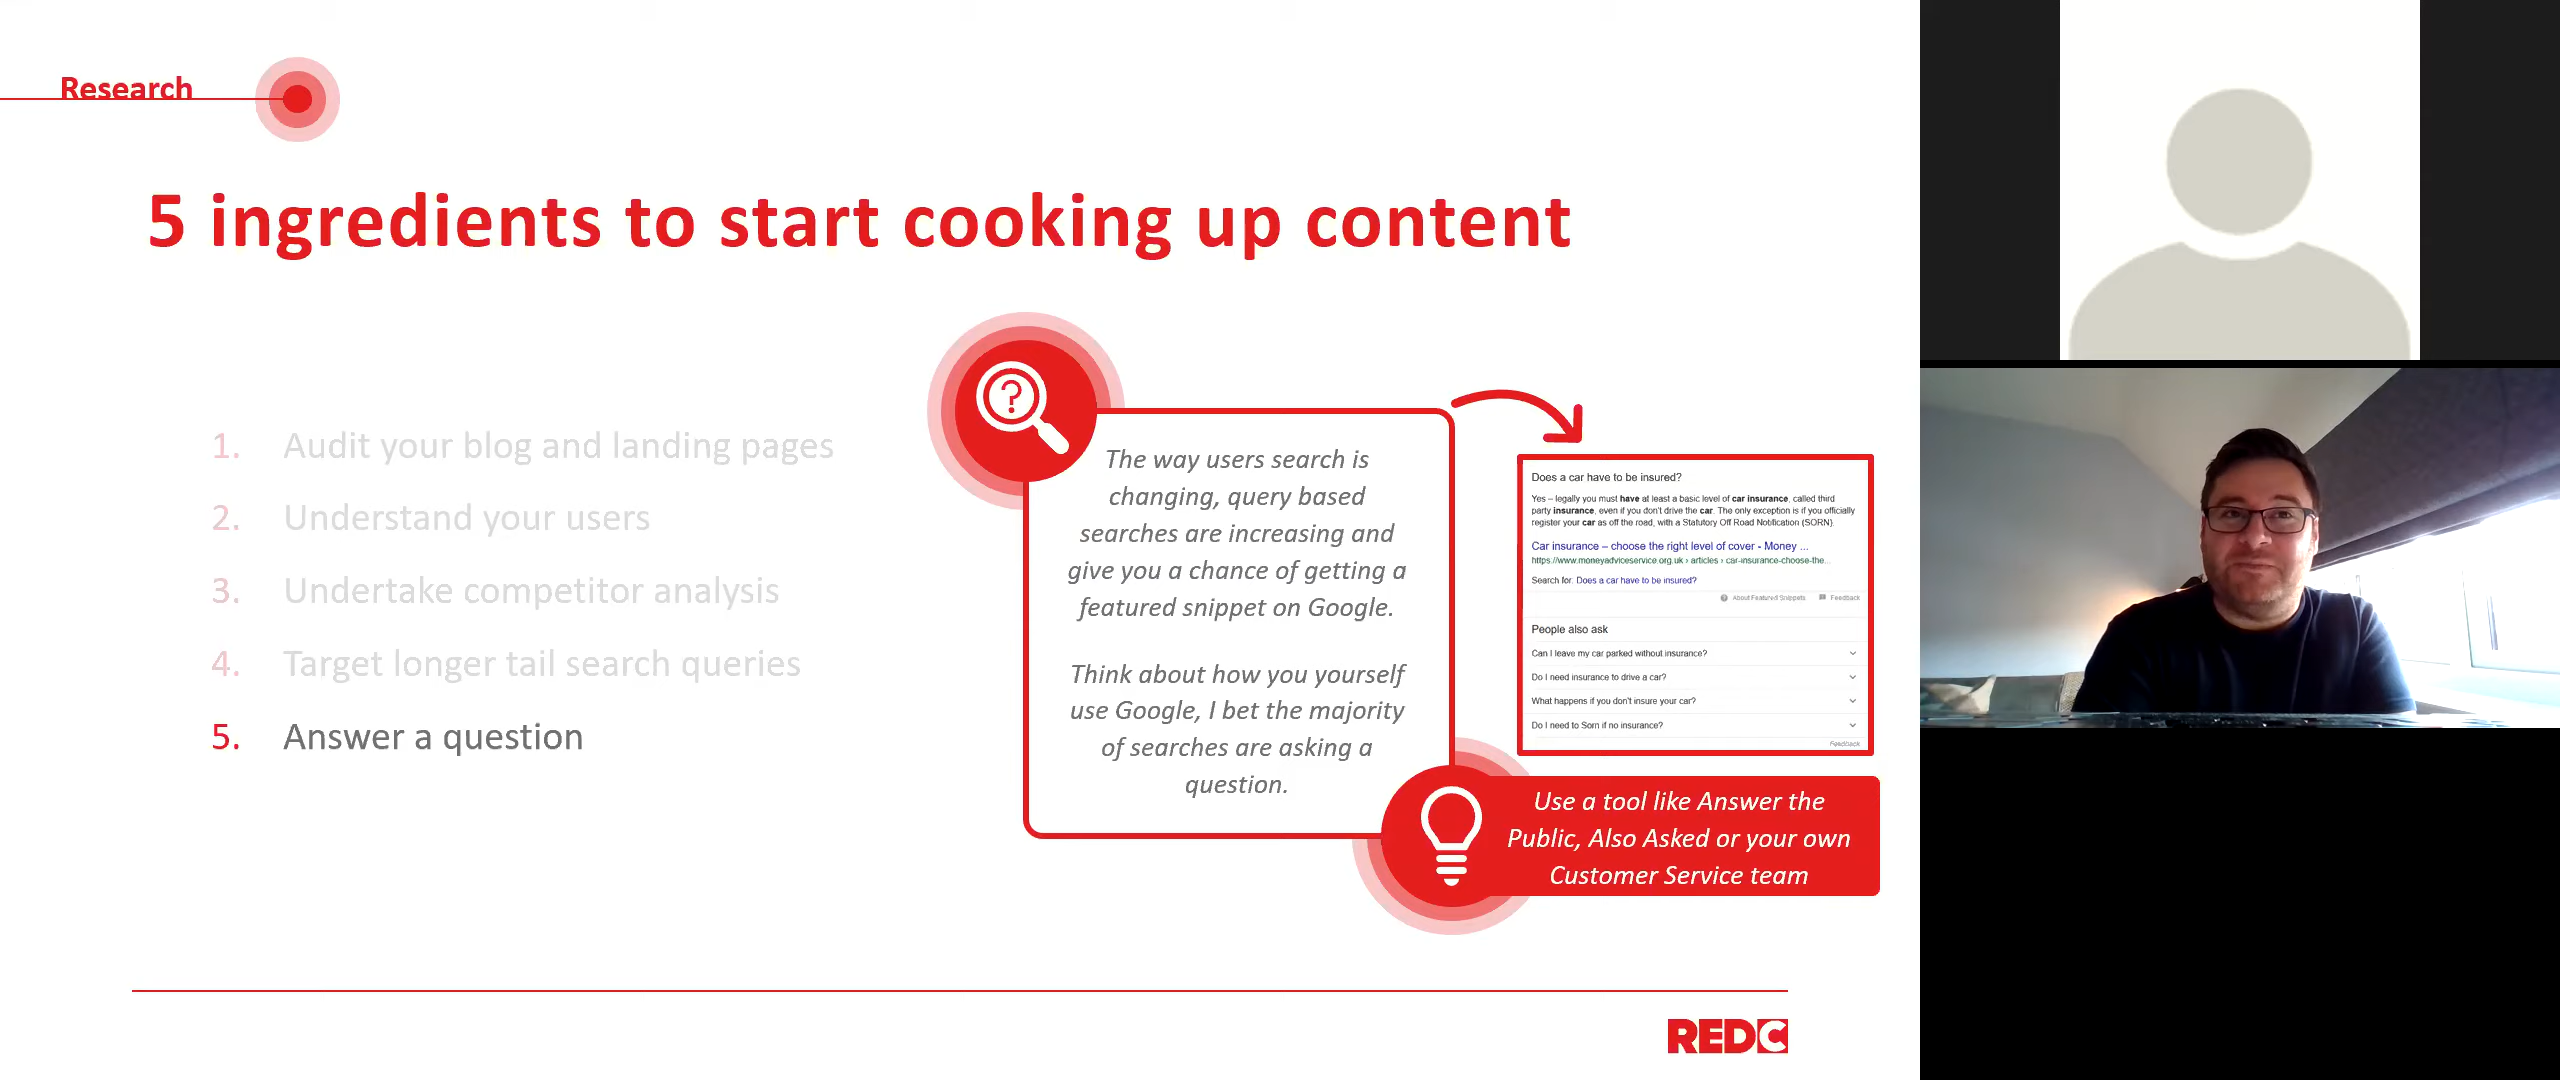 Research
5 ingredients to start cooking up content
1. Audit your blog and landing pages
2. Understand your users
3. Undertake competitor analysis
4. Target longer tail search queries
5. Answer a question
The way users search is
changing, query based
searches are increasing and
give you a chance of getting a
featured snippet on Google.
Think about how you yourself
use Google, I bet the majority
of searches are asking a
question.
Does a car have to be insured?
Yes – legally you must have at least a basic level of car insurance, called third
party insurance, even if you don't drive the car. The only exception is if you officially
register your car as off the road, with a Statutory Off Road Notification (SORN).
Car insurance – choose the right level of cover - Money ...
https://www.moneyadviceservice.org.uk › articles › car-insurance-choose-the...
Search for: Does a car have to be insured?
About Featured Snippets Feedback
People also ask
Can I leave my car parked without insurance?
Do I need insurance to drive a car?
What happens if you don't insure your car?
Do I need to Sorn if no insurance?
Feedback
Use a tool like Answer the
Public, Also Asked or your own
Customer Service team
REDC